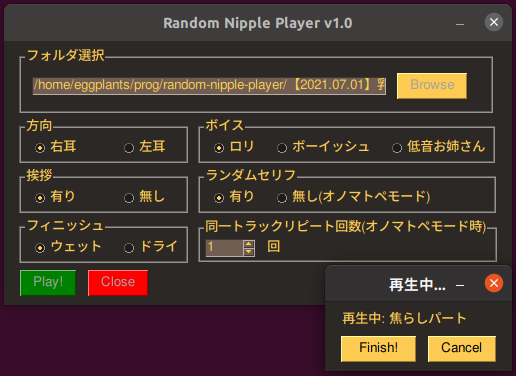 Random Nipple Player v1.0
フォルダ選択
/home/eggplants/prog/random-nipple-player/【2021.07.01】
Browse
方向
右耳 左耳
ボイス
ロリ ボーイッシュ 低音お姉さん
挨拶
有り 無し
ランダムセリフ
有り 無し(オノマトペモード)
フィニッシュ
ウェット ドライ
同一トラックリピート回数(オノマトペモード時)
1 回
Play! Close
再生中...
再生中: 焦らしパート
Finish! Cancel